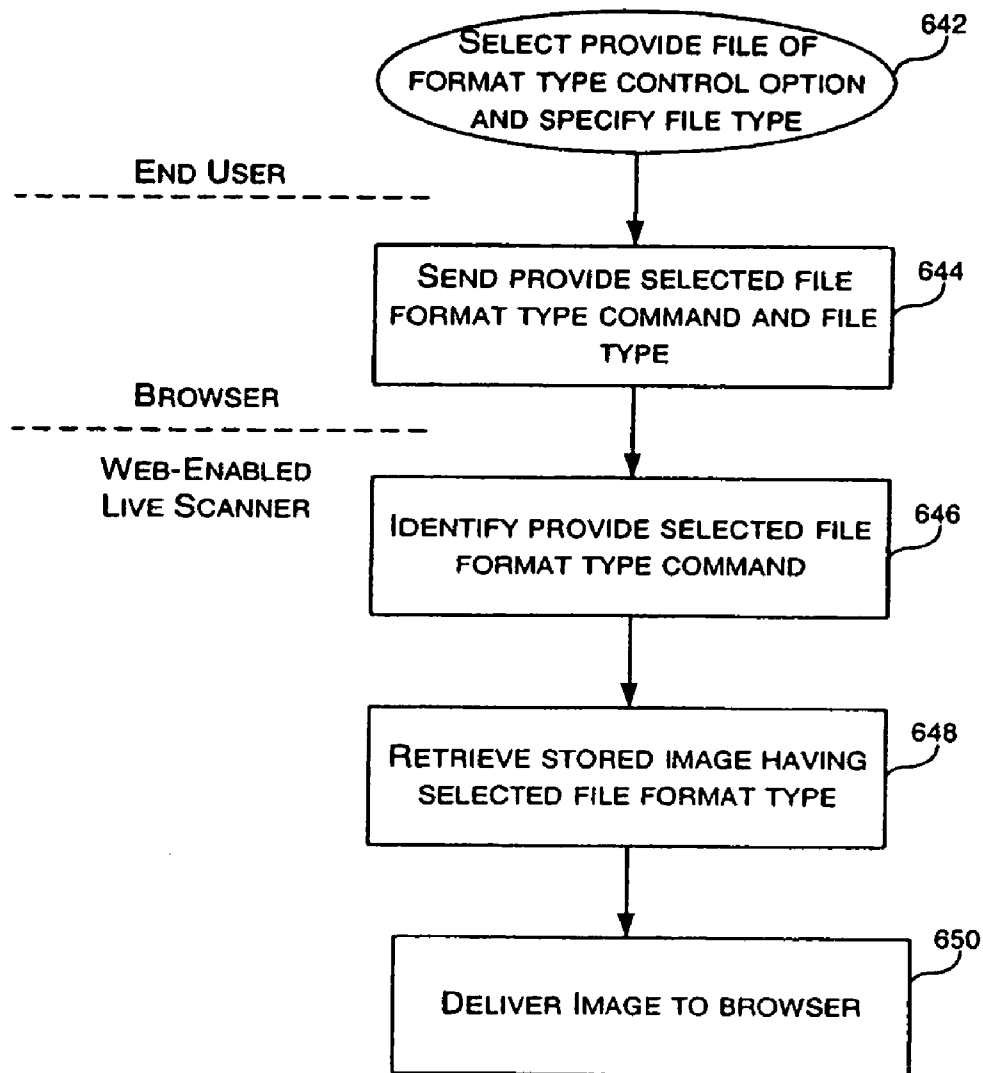 642
SELECT PROVIDE FILE OF
FORMAT TYPE CONTROL OPTION
AND SPECIFY FILE TYPE
END USER
644
SEND PROVIDE SELECTED FILE
FORMAT TYPE COMMAND AND FILE
TYPE
BROWSER
WEB-ENABLED
LIVE SCANNER
646
IDENTIFY PROVIDE SELECTED FILE
FORMAT TYPE COMMAND
648
RETRIEVE STORED IMAGE HAVING
SELECTED FILE FORMAT TYPE
650
DELIVER IMAGE TO BROWSER